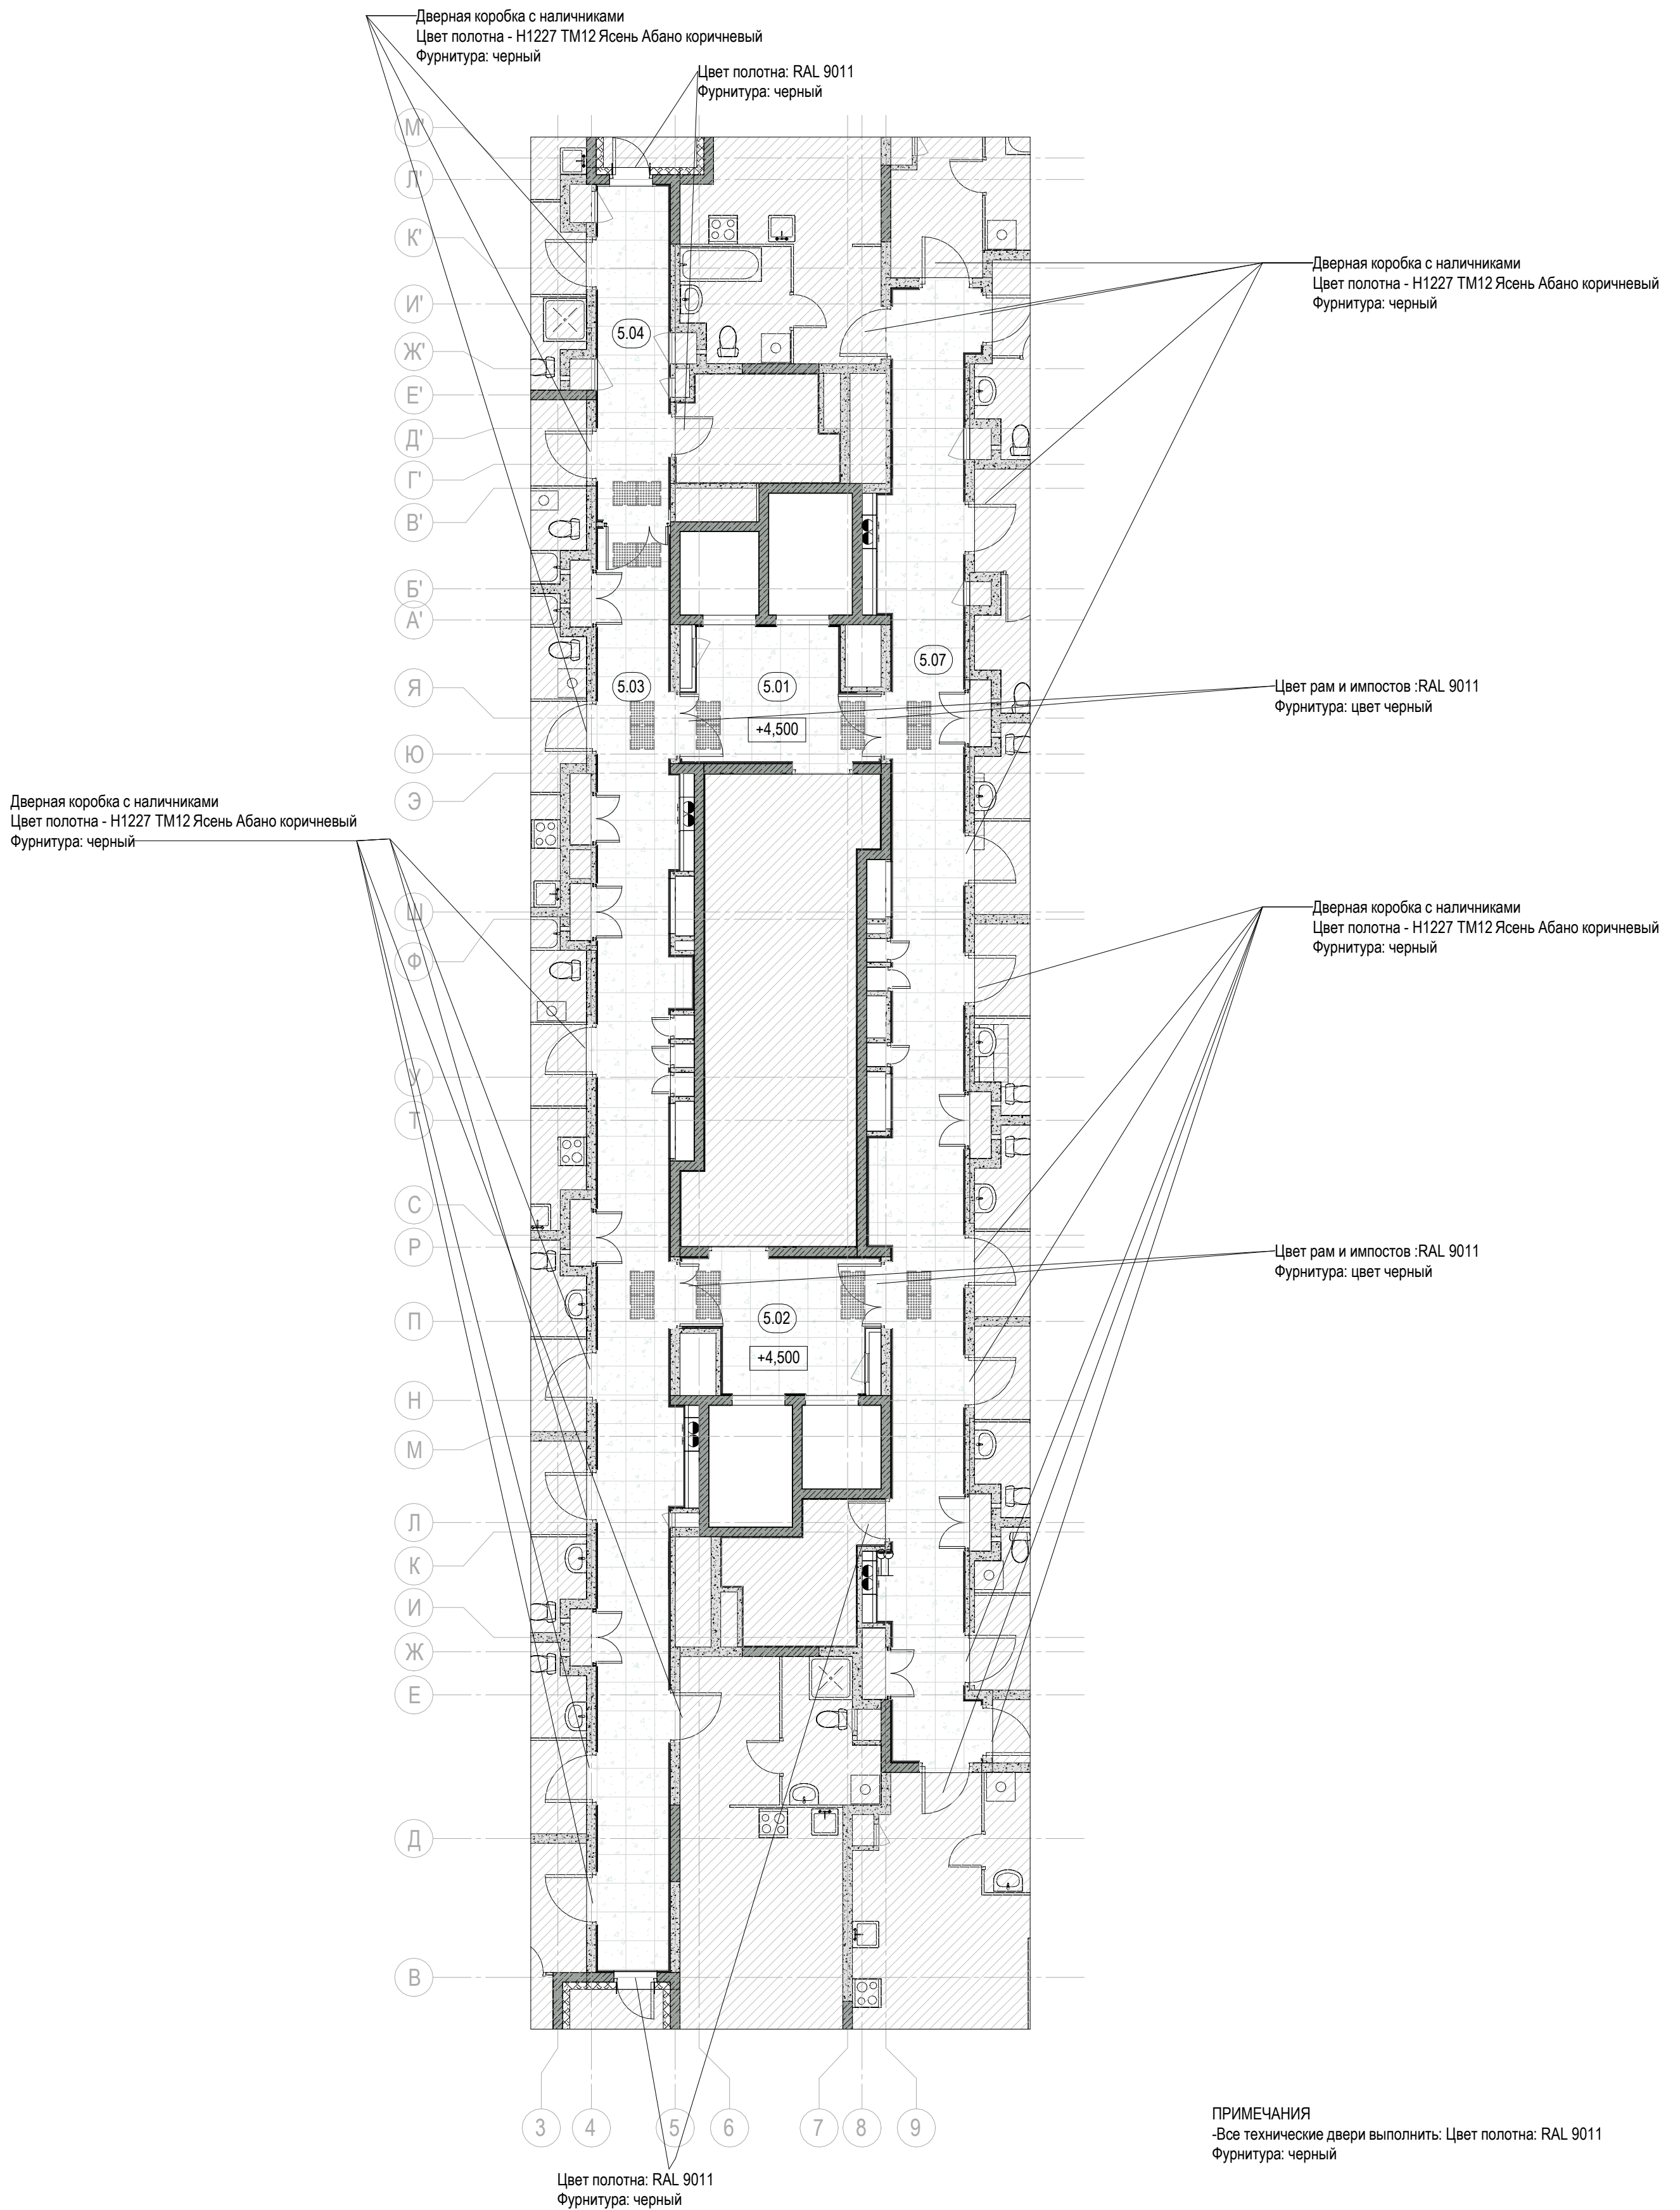 Дверная коробка с наличниками
Цвет полотна - H1227 TM12 Ясень Абано коричневый
Фурнитура: черный
Цвет полотна: RAL 9011
Фурнитура: черный
М'
Л'
К'
И'
Ж'
Е'
Д'
Г'
В'
Б'
А'
Я
Ю
Э
Ш
Ф
У
Т
С
Р
П
Н
М
Л
К
И
Ж
Е
Д
В
5.04
Дверная коробка с наличниками
Цвет полотна - H1227 TM12 Ясень Абано коричневый
Фурнитура: черный
5.07
5.03
5.01
+4,500
Цвет рам и импостов :RAL 9011
Фурнитура: цвет черный
Дверная коробка с наличниками
Цвет полотна - H1227 TM12 Ясень Абано коричневый
Фурнитура: черный
Дверная коробка с наличниками
Цвет полотна - H1227 TM12 Ясень Абано коричневый
Фурнитура: черный
Цвет рам и импостов :RAL 9011
Фурнитура: цвет черный
5.02
+4,500
3
4
5
6
7
8
9
ПРИМЕЧАНИЯ
-Все технические двери выполнить: Цвет полотна: RAL 9011
Фурнитура: черный
Цвет полотна: RAL 9011
Фурнитура: черный